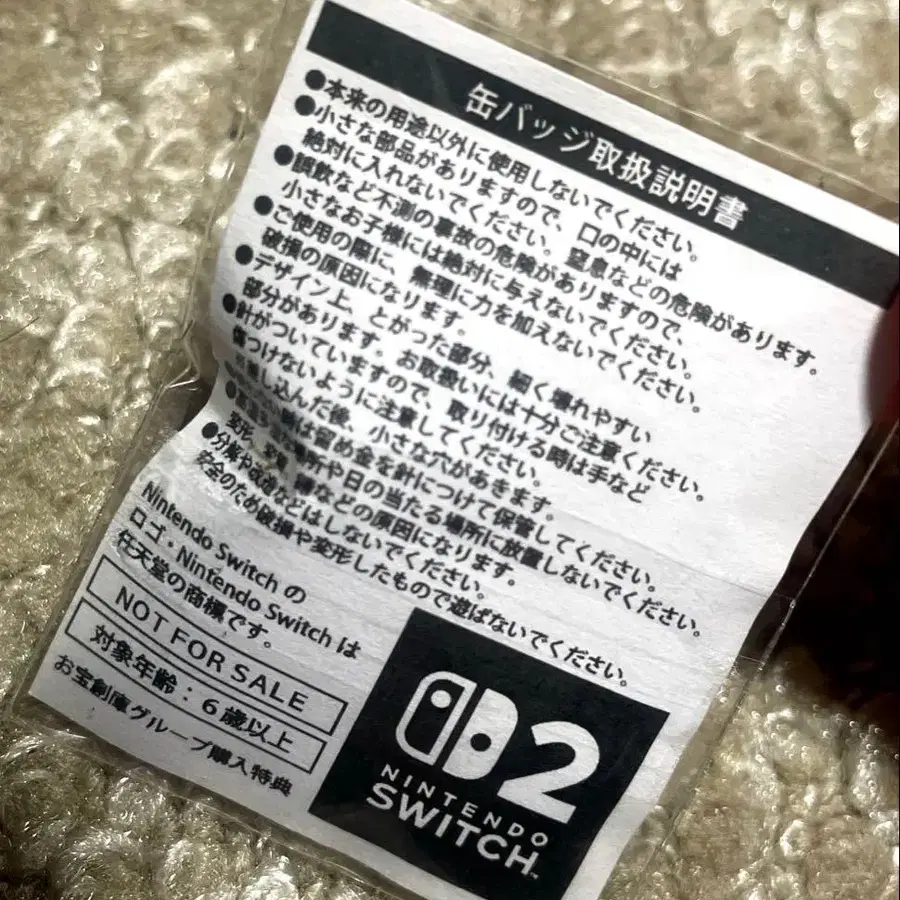 缶バッジ取扱説明書
●本来の用途以外に使用しないでください。
●小さな部品がありますので、口の中には
絶対に入れないでください。窒息などの危険があります。
●誤飲など不測の事故の危険がありますので、
小さなお子様には絶対に与えないでください。
●ご使用の際に、無理に力を加えないでください。
破損の原因になります。
●デザイン上、とがった部分、細く壊れやすい
部分があります。お取扱いには十分ご注意ください。
●針がついていますので、取り付ける時は手など
傷つけないように注意してください。
込んだ後、小さな穴があきます。
時は留め金を針につけて保管してください。
場所や日の当たる場所に放置しないでください。
変形、などの原因になります。
●分解や改造などはしないでください。
安全のため破損や変形したもので遊ばないでください。
Nintendo Switch の
ロゴ・Nintendo Switch は
任天堂の商標です。
NOT FOR SALE
対象年齢：6歳以上
お宝創庫グループ購入特典
2
NINTENDO
SWITCH™